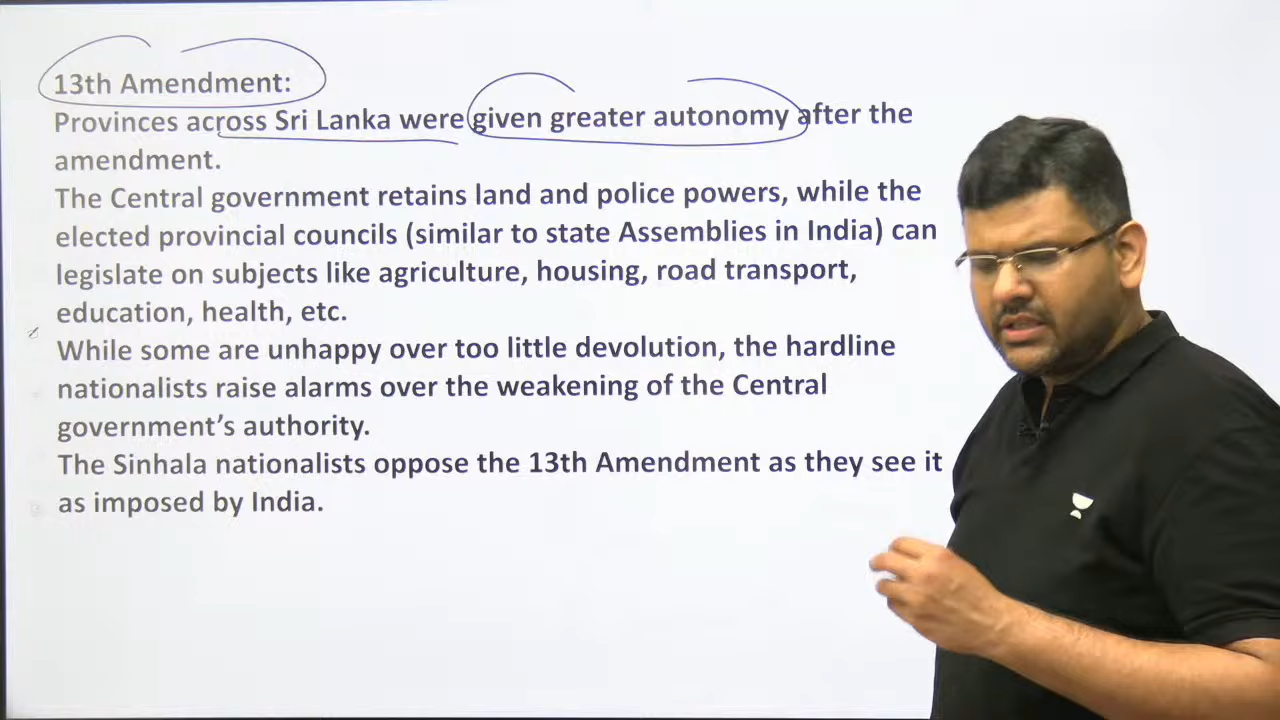 13th Amendment:
Provinces across Sri Lanka were given greater autonomy after the
amendment.
The Central government retains land and police powers, while the
elected provincial councils (similar to state Assemblies in India) can
legislate on subjects like agriculture, housing, road transport,
education, health, etc.
While some are unhappy over too little devolution, the hardline
nationalists raise alarms over the weakening of the Central
government’s authority.
The Sinhala nationalists oppose the 13th Amendment as they see it
as imposed by India.